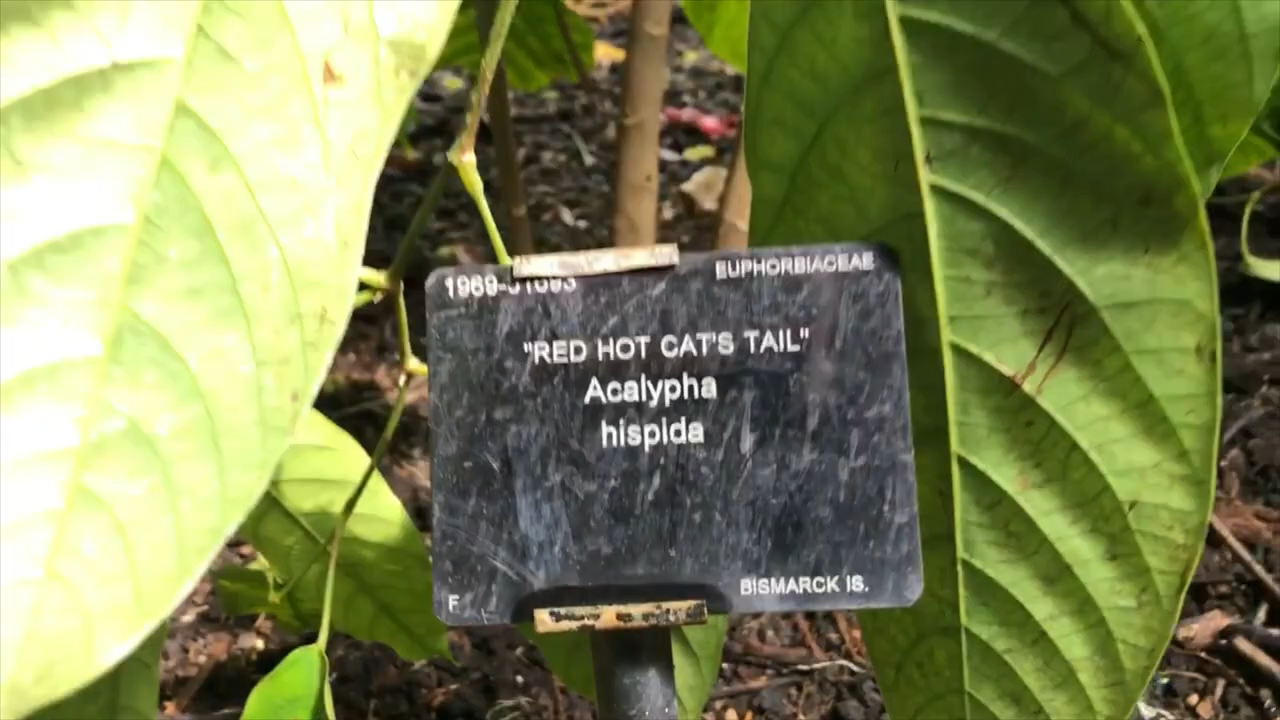 EUPHORBIACEAE
"RED HOT CAT'S TAIL"
Acalypha
hispida
BISMARCK IS.
F